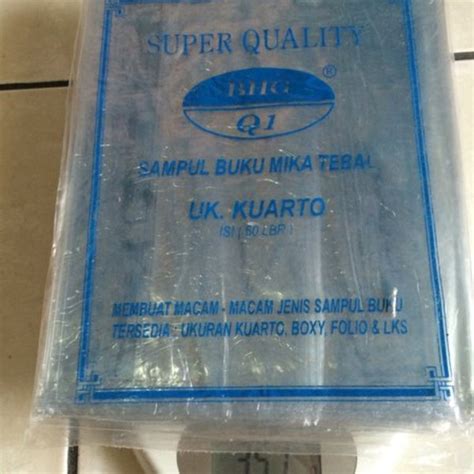 SUPER QUALITY
®
Q1
SAMPUL BUKU MIKA TEBAL
UK. KUARTO
ISI ( 50 LBR )
MEMBUAT MACAM - MACAM JENIS SAMPUL BUKU
TERSEDIA : UKURAN KUARTO, BOXY, FOLIO & LKS